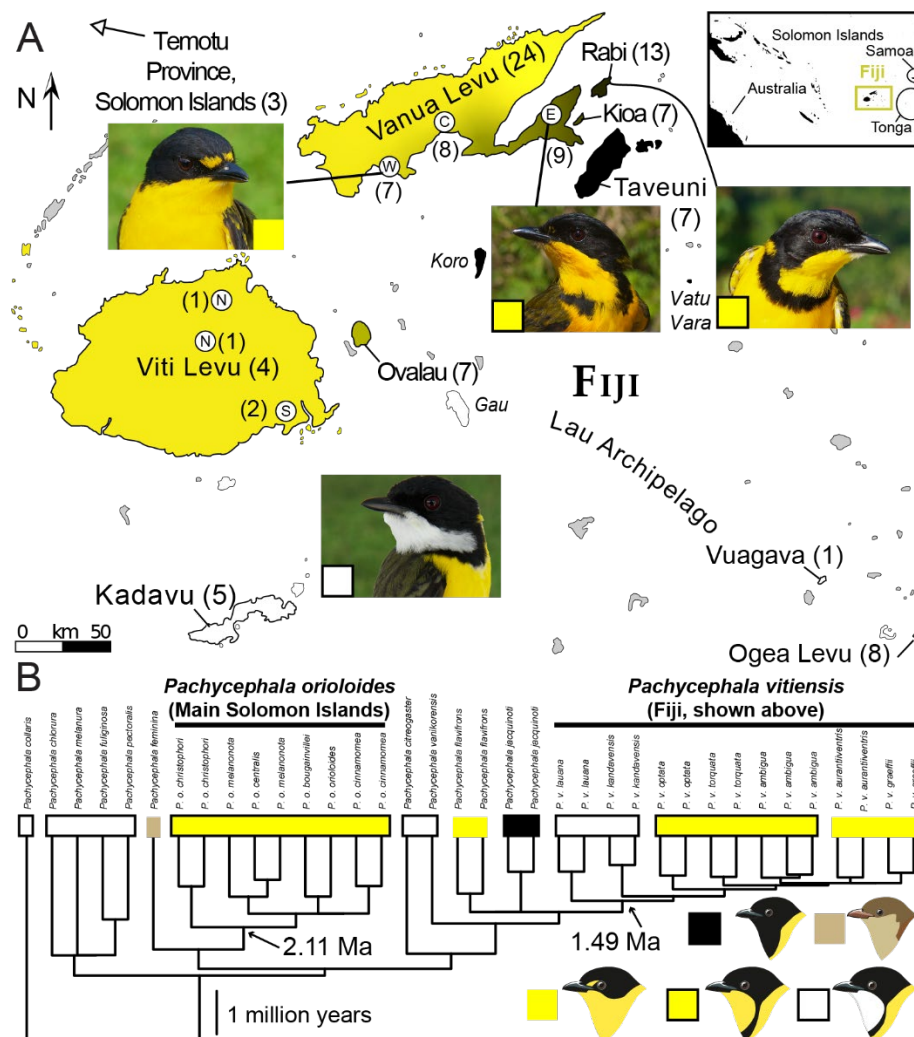 A
Temotu
Province,
Solomon Islands (3)
N
Vanua Levu (24)
C
(8)
W
(7)
E
(9)
Rabi (13)
Kioa (7)
Taveuni
(7)
Solomon Islands
Samoa
Fiji
Australia
Tonga
Koro
Vatu
Vara
(1) N
N (1)
Viti Levu (4)
(2) S
Ovalau (7)
Gau
FIJI
Lau Archipelago
Vuagava (1)
Kadavu (5)
0 km 50
Ogea Levu (8)
B
Pachycephala orioloides
(Main Solomon Islands)
Pachycephala vitiensis
(Fiji, shown above)
Pachycephala collaris
Pachycephala chlorura
Pachycephala melanura
Pachycephala fuliginosa
Pachycephala pectoralis
Pachycephala feminina
P. o. christophori
P. o. christophori
P. o. melanonota
P. o. centralis
P. o. melanonota
P. o. bougainvillei
P. o. orioloides
P. o. cinnamomea
P. o. cinnamomea
Pachycephala citreogaster
Pachycephala vanikorensis
Pachycephala flavifrons
Pachycephala flavifrons
Pachycephala jacquinoti
Pachycephala jacquinoti
P. v. lauana
P. v. lauana
P. v. kandavensis
P. v. kandavensis
P. v. optata
P. v. optata
P. v. torquata
P. v. torquata
P. v. ambigua
P. v. ambigua
P. v. ambigua
P. v. aurantiiventris
P. v. aurantiiventris
P. v. graeffii
2.11 Ma
1.49 Ma
1 million years